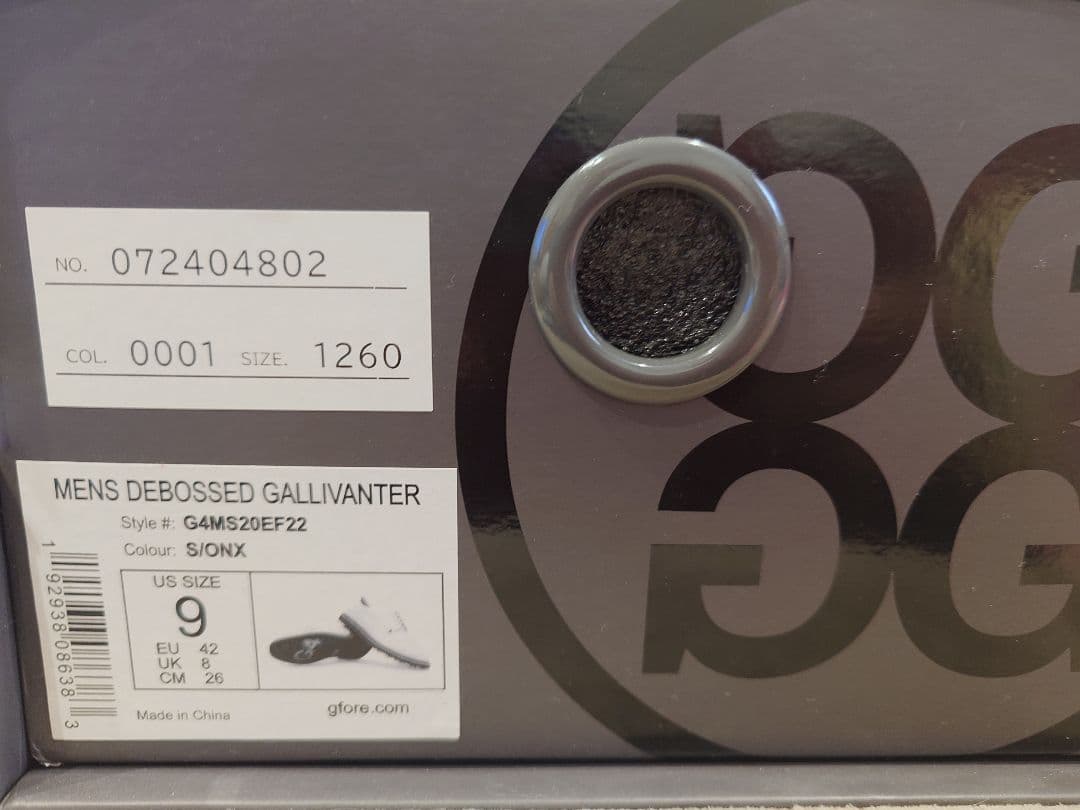 NO. 072404802
COL. 0001 SIZE. 1260
MENS DEBOSSED GALLIVANTER
Style #: G4MS20EF22
Colour: S/ONX
US SIZE
9
EU 42
UK 8
CM 26
Made in China
gfore.com
1 92938 08638 3